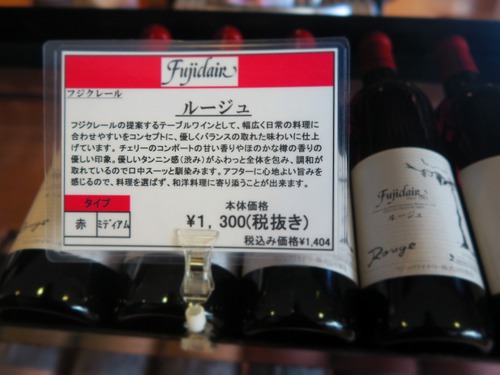 Fujiclair
フジクレール
ルージュ
フジクレールの提案するテーブルワインとして、幅広く日常の料理に
合わせやすいをコンセプトに、優しくバランスの取れた味わいに仕上
げています。チェリーのコンポートの甘い香りやほのかな樽の香りの
優しい印象。優しいタンニン感(渋み)がふわっと全体を包み、調和が
取れているので口中スーッと馴染みます。アフターに心地よい旨みを
感じるので、料理を選ばず、和洋料理に寄り添うことが出来ます。
タイプ
赤 ミディアム
本体価格
¥1,300(税抜き)
税込み価格¥1,404
Fujiclair
ルージュ
Rouge